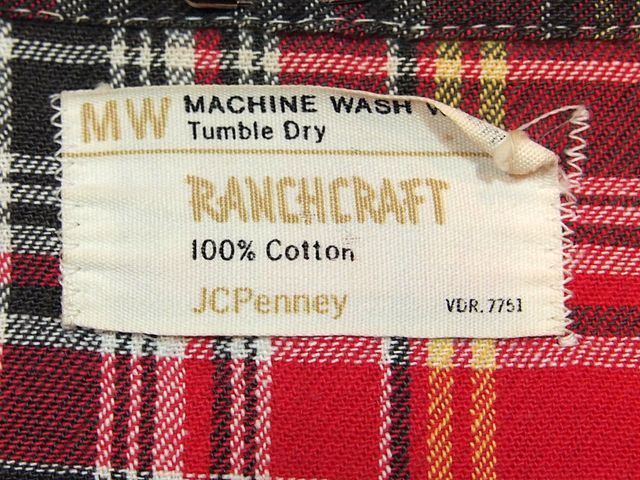 MW MACHINE WASH
Tumble Dry
RANCHCRAFT
100% Cotton
JCPenney
VDR. 7751